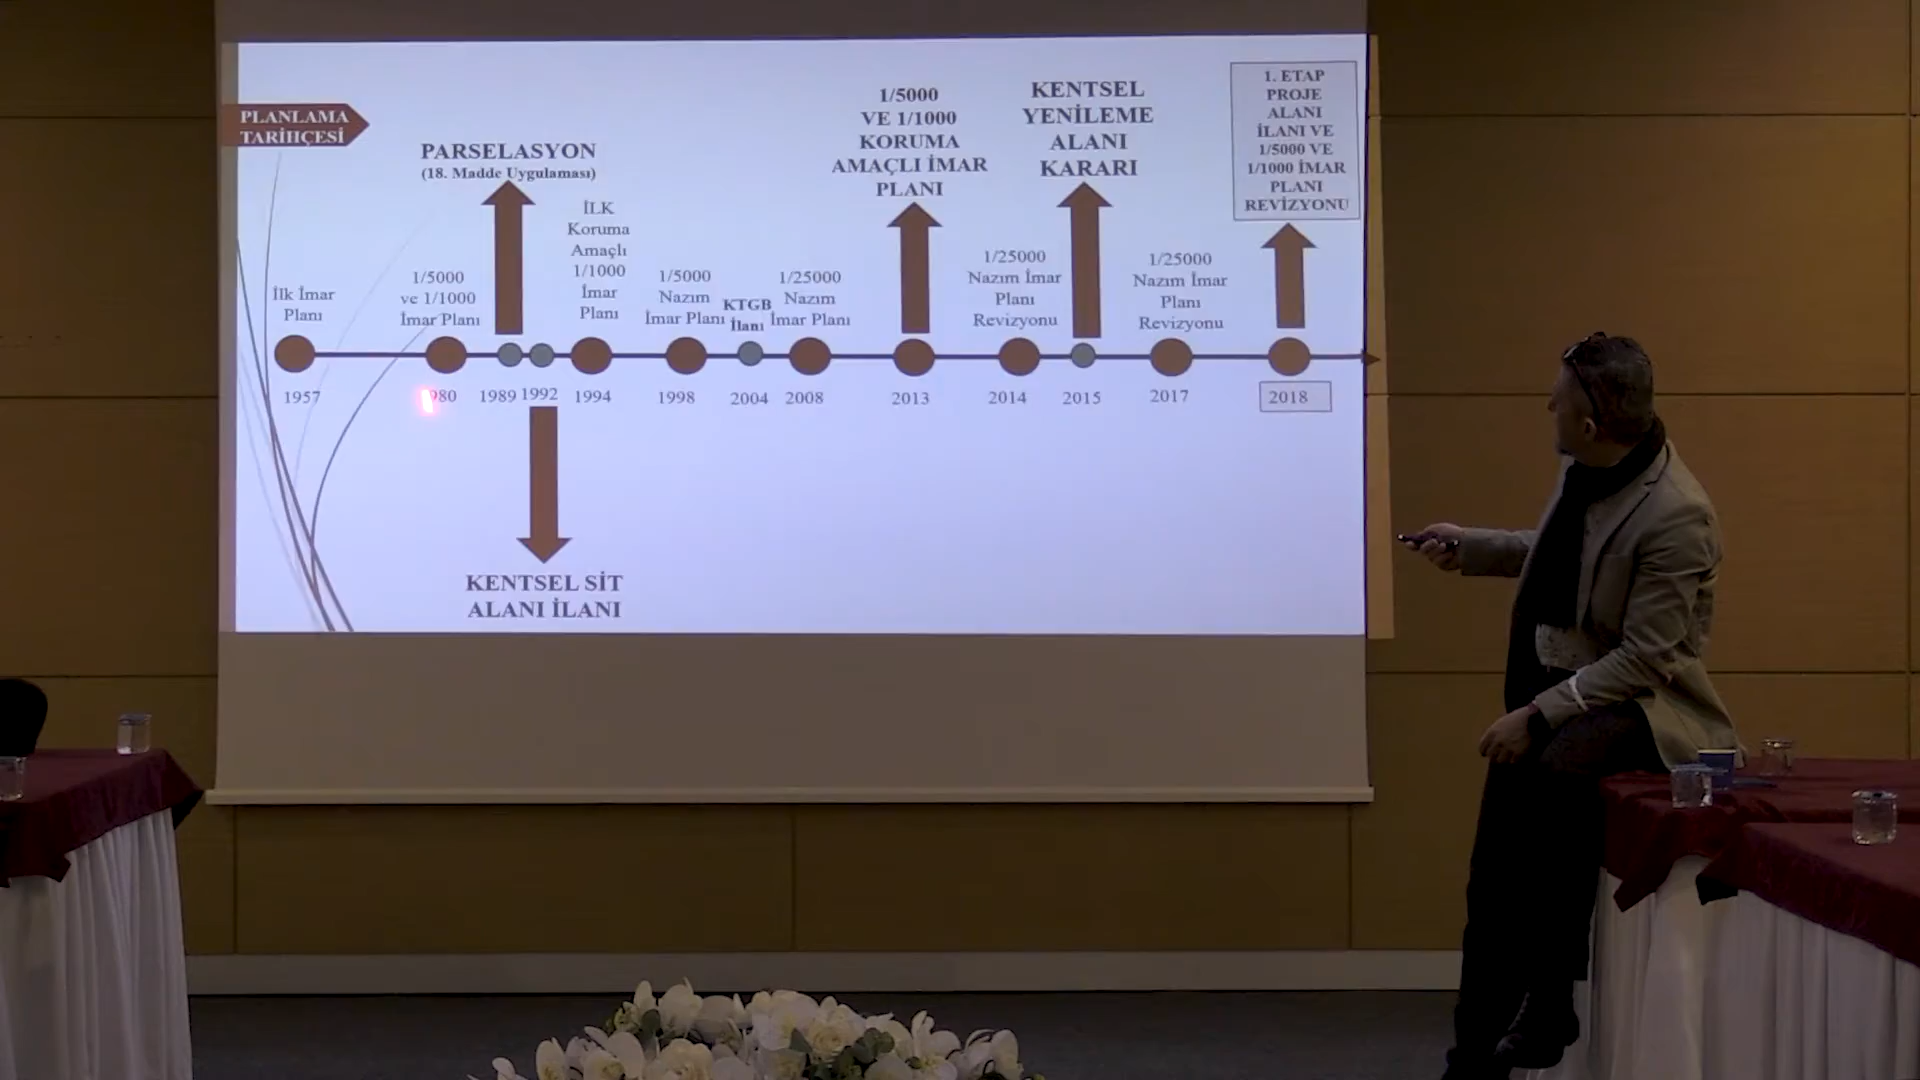 PLANLAMA
TARİHÇESİ
PARSELASYON
(18. Madde Uygulaması)
1/5000
VE 1/1000
KORUMA
AMAÇLI İMAR
PLANI
KENTSEL
YENİLEME
ALANI
KARARI
1. ETAP
PROJE
ALANI
İLANI VE
1/5000 VE
1/1000 İMAR
PLANI
REVİZYONU
İlk İmar
Planı
1/5000
ve 1/1000
İmar Planı
İLK
Koruma
Amaçlı
1/1000
İmar
Planı
1/5000
Nazım
İmar Planı
KTGB
İlanı
1/25000
Nazım
İmar Planı
1/25000
Nazım İmar
Planı
Revizyonu
1/25000
Nazım İmar
Planı
Revizyonu
1957
1980
1989
1992
1994
1998
2004
2008
2013
2014
2015
2017
2018
KENTSEL SİT
ALANI İLANI